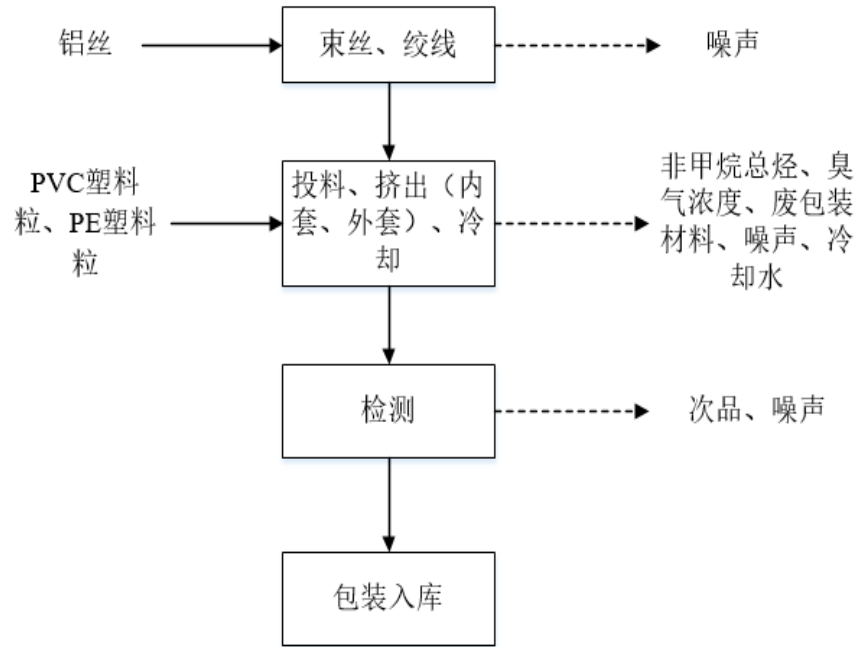 铝丝
束丝、绞线
噪声
PVC塑料
粒、PE塑料
粒
投料、挤出（内
套、外套）、冷
却
非甲烷总烃、臭
气浓度、废包装
材料、噪声、冷
却水
检测
次品、噪声
包装入库